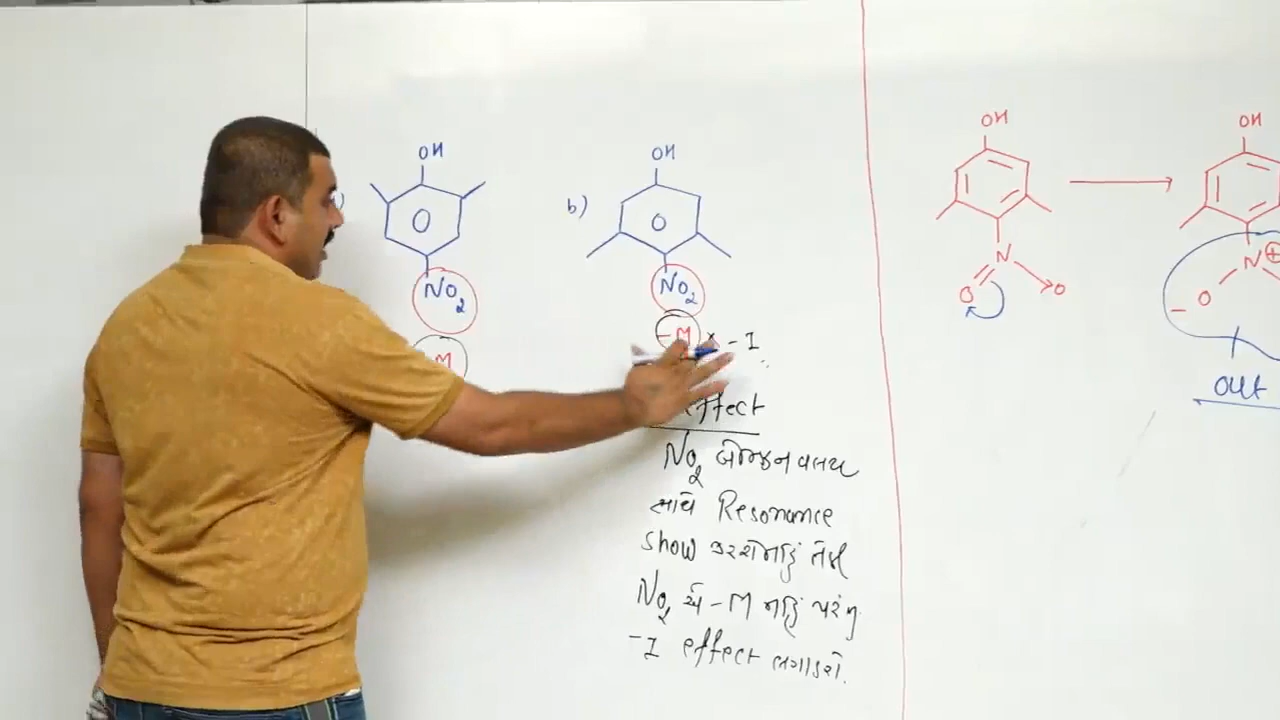 OH
NO2
M
b)
OH
NO2
-M x -I
effect
NO2 બેન્ઝિન વલય
સાથે Resonance
show કરશે નહિં તેથી
NO2 એ -M નહિં પરંતુ
-I effect લગાડશે.
OH
N
O
O
OH
N+
- O
out